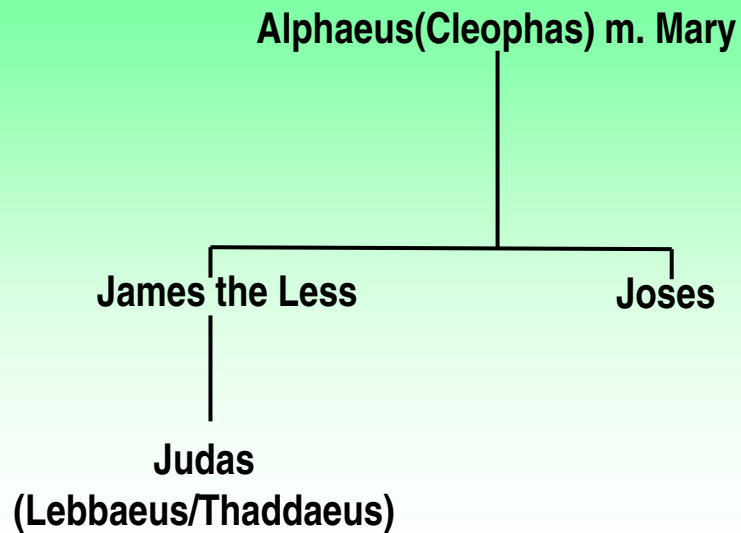 Alphaeus(Cleophas) m. Mary
James the Less
Joses
Judas
(Lebbaeus/Thaddaeus)